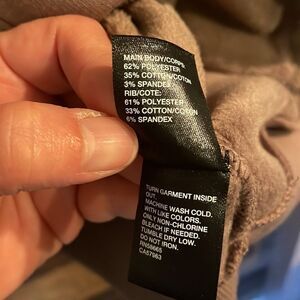 MAIN BODY/CORPS
62% POLYESTER
35% COTTON/COTON
3% SPANDEX
RIB/COTE:
61% POLYESTER
33% COTTON/COTON
6% SPANDEX
TURN GARMENT INSIDE
OUT.
MACHINE WASH COLD.
WITH LIKE COLORS.
ONLY NON-CHLORINE
BLEACH IF NEEDED.
TUMBLE DRY LOW.
DO NOT IRON.